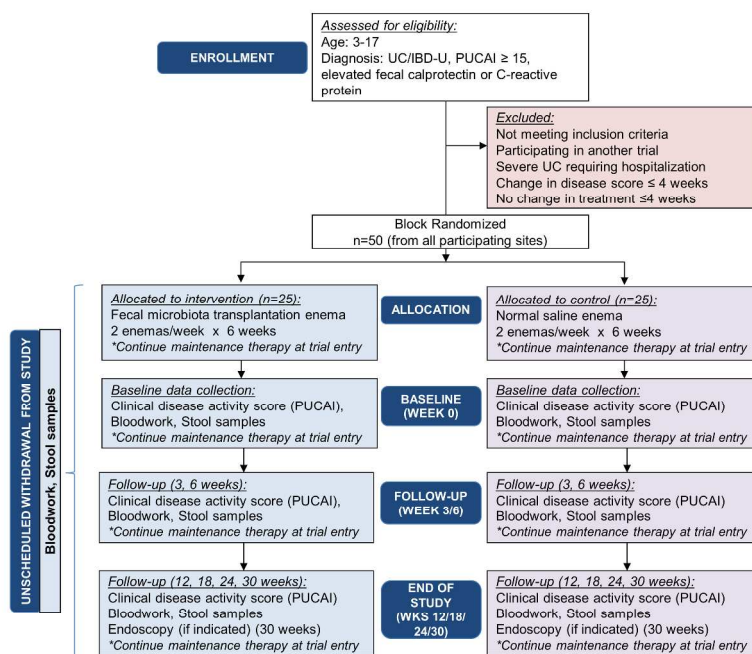 ENROLLMENT
Assessed for eligibility:
Age: 3-17
Diagnosis: UC/IBD-U, PUCAI ≥ 15,
elevated fecal calprotectin or C-reactive
protein
Excluded:
Not meeting inclusion criteria
Participating in another trial
Severe UC requiring hospitalization
Change in disease score ≤ 4 weeks
No change in treatment ≤4 weeks
Block Randomized
n=50 (from all participating sites)
UNSCHEDULED WITHDRAWAL FROM STUDY
Bloodwork, Stool samples
Allocated to intervention (n=25):
Fecal microbiota transplantation enema
2 enemas/week x 6 weeks
*Continue maintenance therapy at trial entry
ALLOCATION
Allocated to control (n=25):
Normal saline enema
2 enemas/week x 6 weeks
*Continue maintenance therapy at trial entry
Baseline data collection:
Clinical disease activity score (PUCAI),
Bloodwork, Stool samples
*Continue maintenance therapy at trial entry
BASELINE
(WEEK 0)
Baseline data collection:
Clinical disease activity score (PUCAI)
Bloodwork, Stool samples
*Continue maintenance therapy at trial entry
Follow-up (3, 6 weeks):
Clinical disease activity score (PUCAI),
Bloodwork, Stool samples
*Continue maintenance therapy at trial entry
FOLLOW-UP
(WEEK 3/6)
Follow-up (3, 6 weeks):
Clinical disease activity score (PUCAI)
Bloodwork, Stool samples
*Continue maintenance therapy at trial entry
Follow-up (12, 18, 24, 30 weeks):
Clinical disease activity score (PUCAI)
Bloodwork, Stool samples
Endoscopy (if indicated) (30 weeks)
*Continue maintenance therapy at trial entry
END OF
STUDY
(WKS 12/18/
24/30)
Follow-up (12, 18, 24, 30 weeks):
Clinical disease activity score (PUCAI)
Bloodwork, Stool samples
Endoscopy (if indicated) (30 weeks)
*Continue maintenance therapy at trial entry